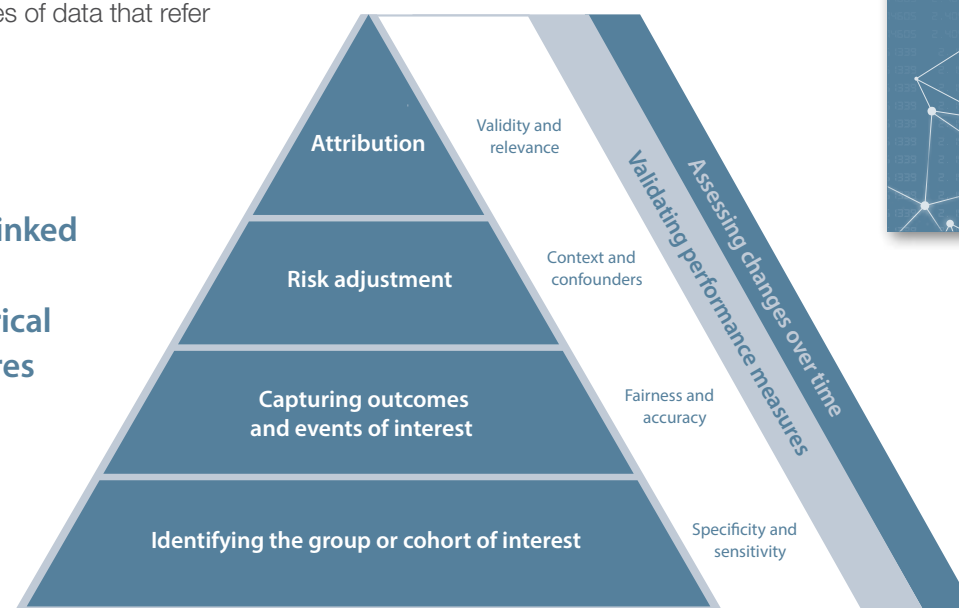 es of data that refer
inked
rical
res
Attribution
Risk adjustment
Capturing outcomes
and events of interest
Identifying the group or cohort of interest
Validity and
relevance
Context and
confounders
Fairness and
accuracy
Specificity and
sensitivity
Validating performance measures
Assessing changes over time